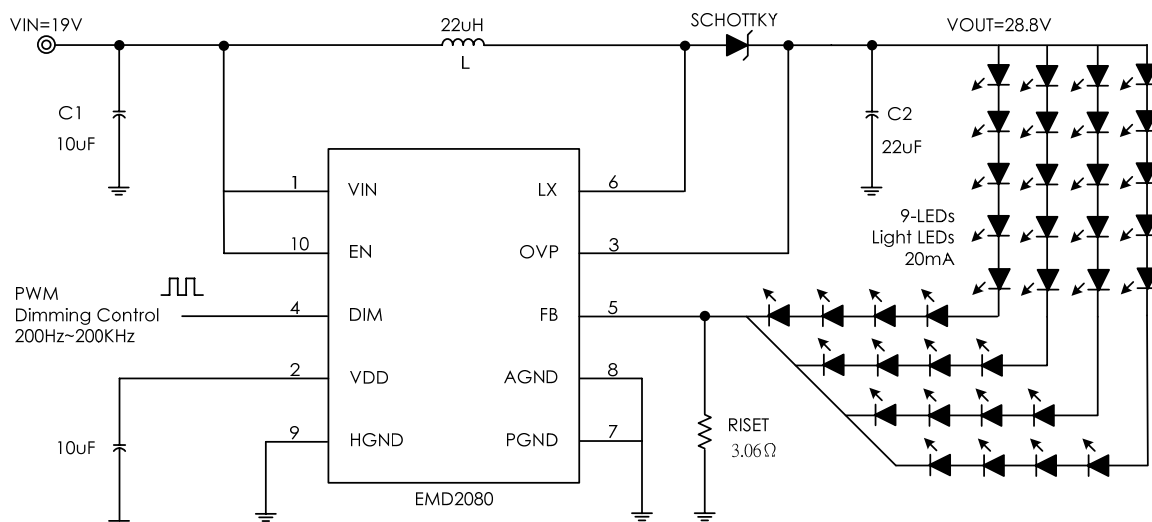 VIN=19V
22uH
L
SCHOTTKY
VOUT=28.8V
C1
10uF
C2
22uF
1
VIN
LX
6
10
EN
OVP
3
9-LEDs
Light LEDs
20mA
PWM
Dimming Control
200Hz~200KHz
4
DIM
FB
5
2
VDD
AGND
8
10uF
9
HGND
PGND
7
RISET
3.06Ω
EMD2080